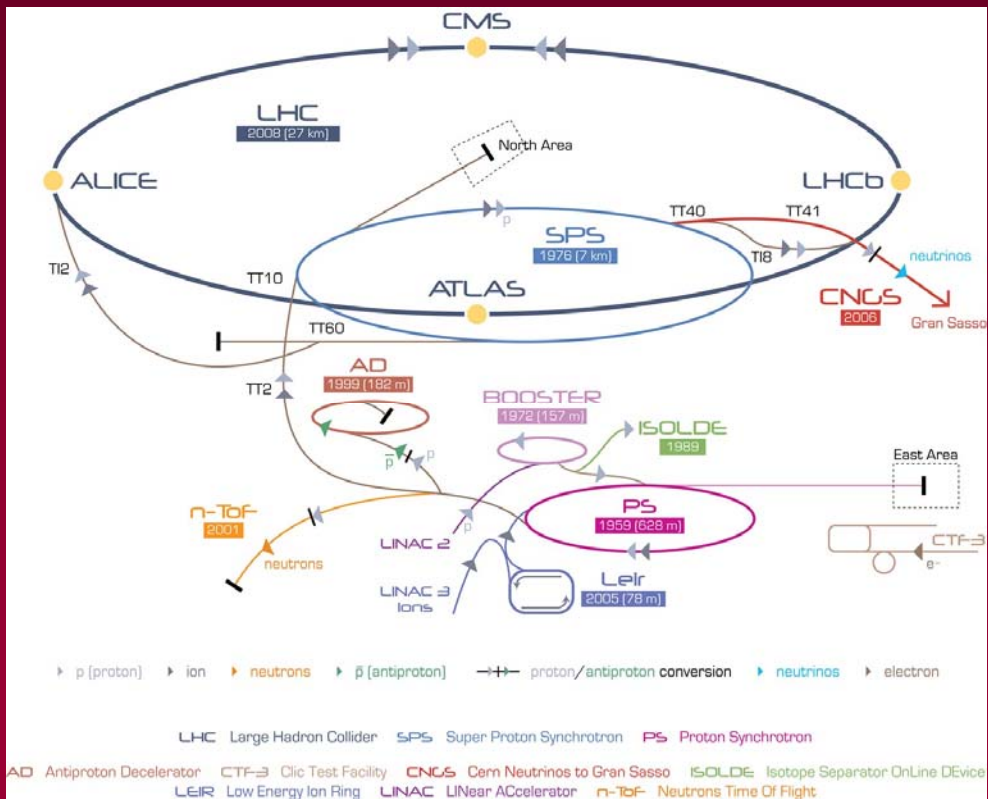 CMS
LHC
2008 (27 km)
North Area
ALICE
LHCb
TT40
TT41
p
SPS
1976 (7 km)
TI8
TI2
TT10
neutrinos
ATLAS
CNGS
2006
Gran Sasso
TT60
AD
1999 (182 m)
TT2
BOOSTER
1972 (157 m)
ISOLDE
1989
p
p̄
East Area
n-ToF
2001
PS
1959 (628 m)
p
LINAC 2
neutrons
CTF-3
e-
LINAC 3
Ions
Leir
2005 (78 m)
p (proton) ion neutrons p̄ (antiproton) proton/antiproton conversion neutrinos electron
LHC Large Hadron Collider SPS Super Proton Synchrotron PS Proton Synchrotron
AD Antiproton Decelerator CTF-3 Clic Test Facility CNGS Cern Neutrinos to Gran Sasso ISOLDE Isotope Separator OnLine DEvice
LEIR Low Energy Ion Ring LINAC LINear ACcelerator n-ToF Neutrons Time Of Flight